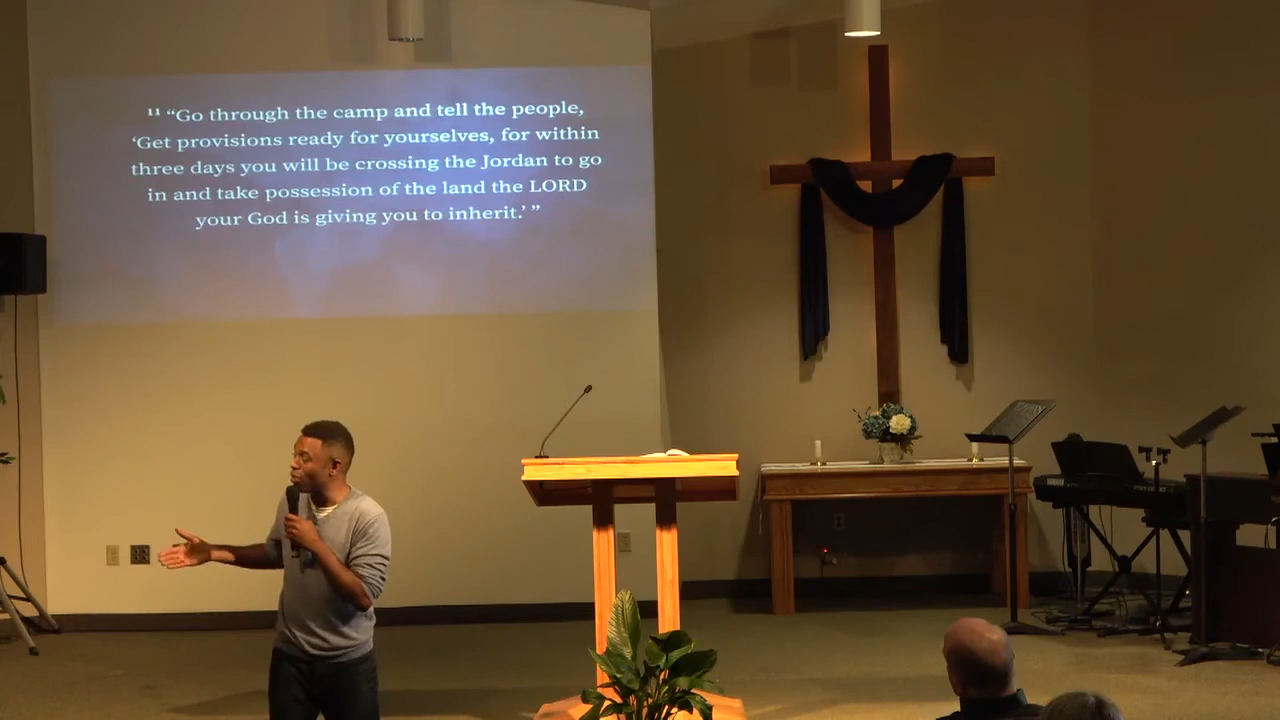 ¹¹ “Go through the camp and tell the people,
‘Get provisions ready for yourselves, for within
three days you will be crossing the Jordan to go
in and take possession of the land the LORD
your God is giving you to inherit.’ ”